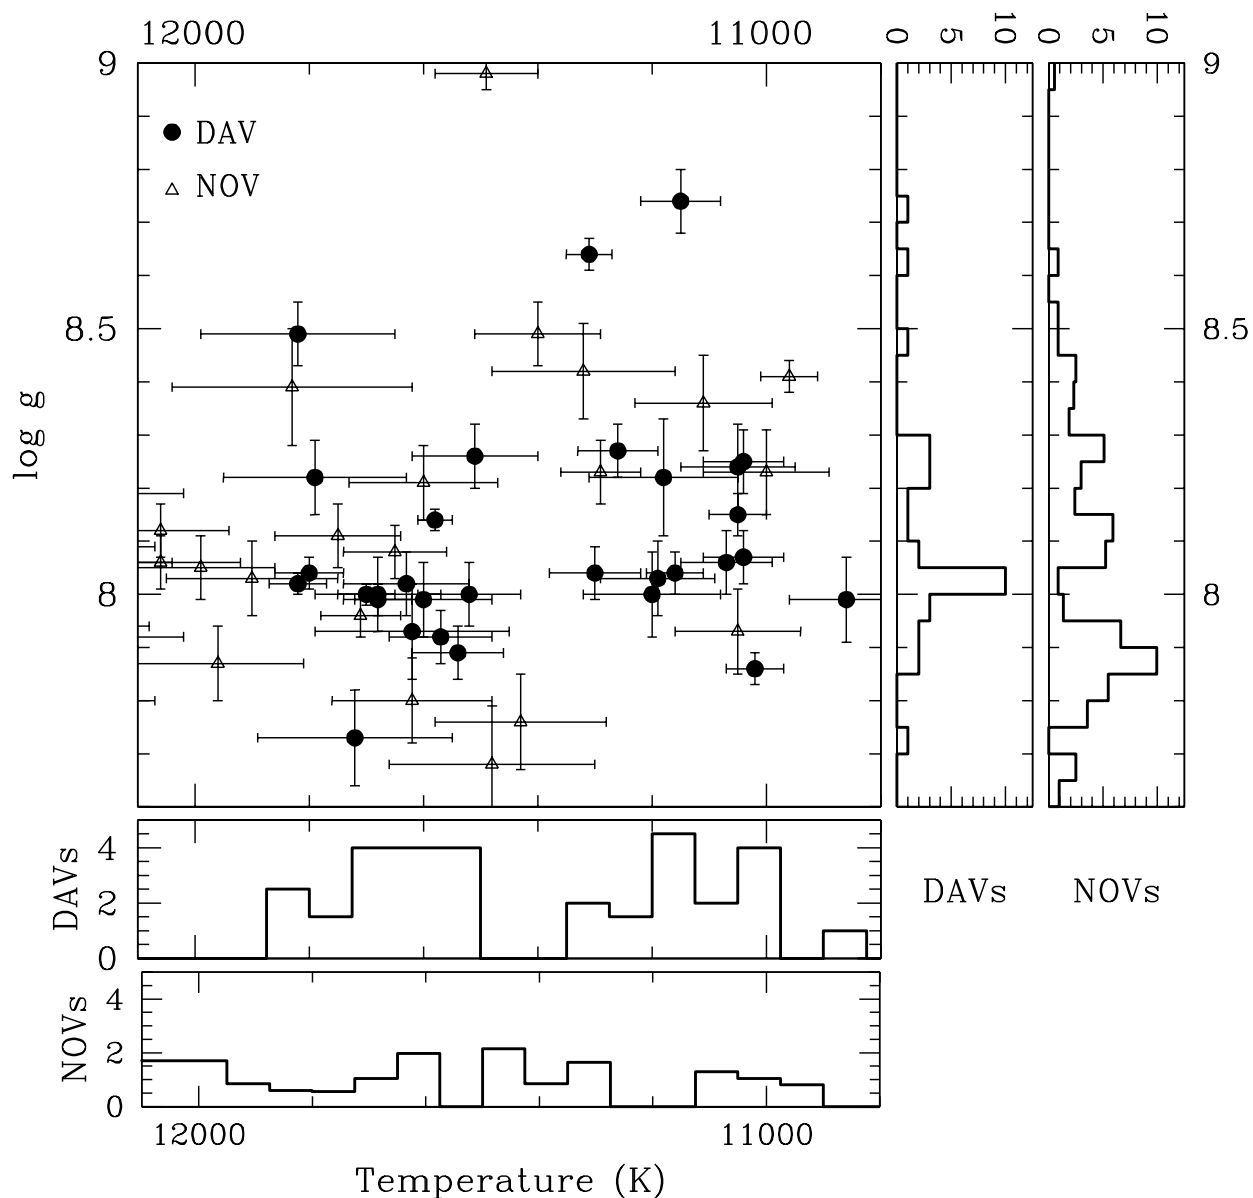 12000 11000
0 5 10
0 5 10
9 9
DAV
NOV
8.5 8.5
log g
8 8
DAVs 4 2 0
DAVs NOVs
NOVs 4 2 0
12000 11000
Temperature (K)